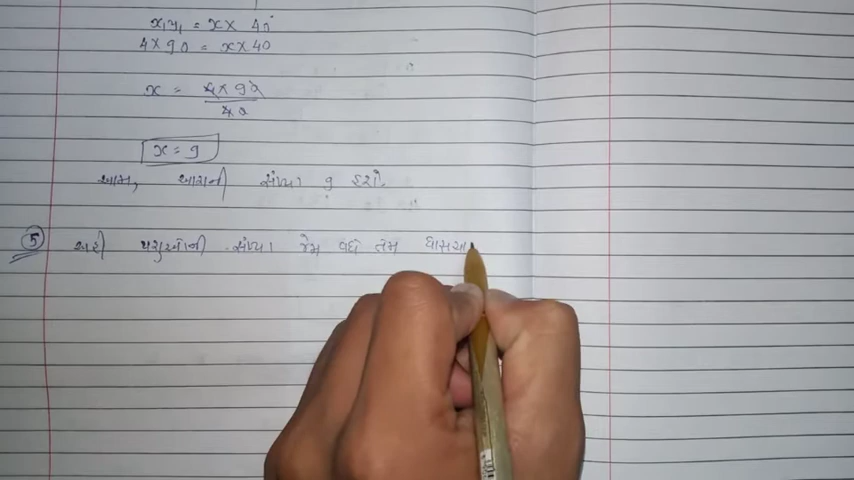 x₁y₁ = x × 40
4 × 90 = x × 40
x = 4 × 90
40
x = 9
આમ, આરાની સંખ્યા 9 હશે.
5 અહીં પશુઓની સંખ્યા જેમ વધે તેમ ઘાસચા